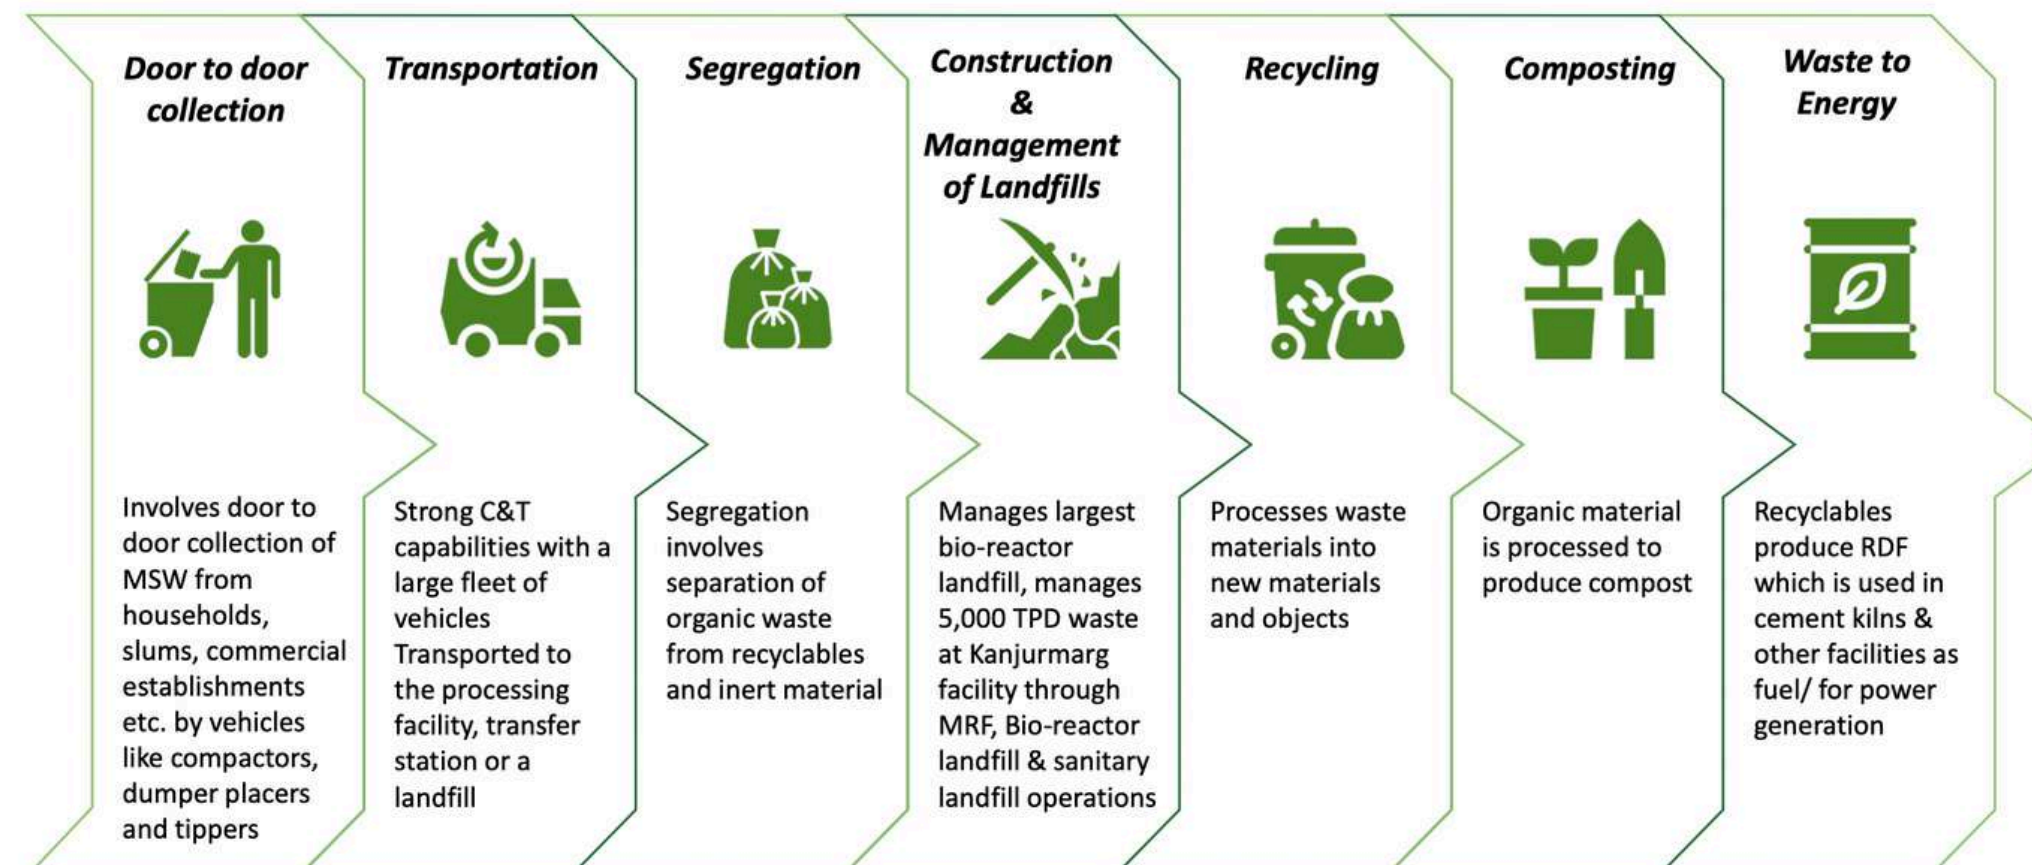 Door to door
collection
Involves door to
door collection of
MSW from
households,
slums, commercial
establishments
etc. by vehicles
like compactors,
dumper placers
and tippers
Transportation
Strong C&T
capabilities with a
large fleet of
vehicles
Transported to
the processing
facility, transfer
station or a
landfill
Segregation
Segregation
involves
separation of
organic waste
from recyclables
and inert material
Construction
&
Management
of Landfills
Manages largest
bio-reactor
landfill, manages
5,000 TPD waste
at Kanjurmarg
facility through
MRF, Bio-reactor
landfill & sanitary
landfill operations
Recycling
Processes waste
materials into
new materials
and objects
Composting
Organic material
is processed to
produce compost
Waste to
Energy
Recyclables
produce RDF
which is used in
cement kilns &
other facilities as
fuel/ for power
generation